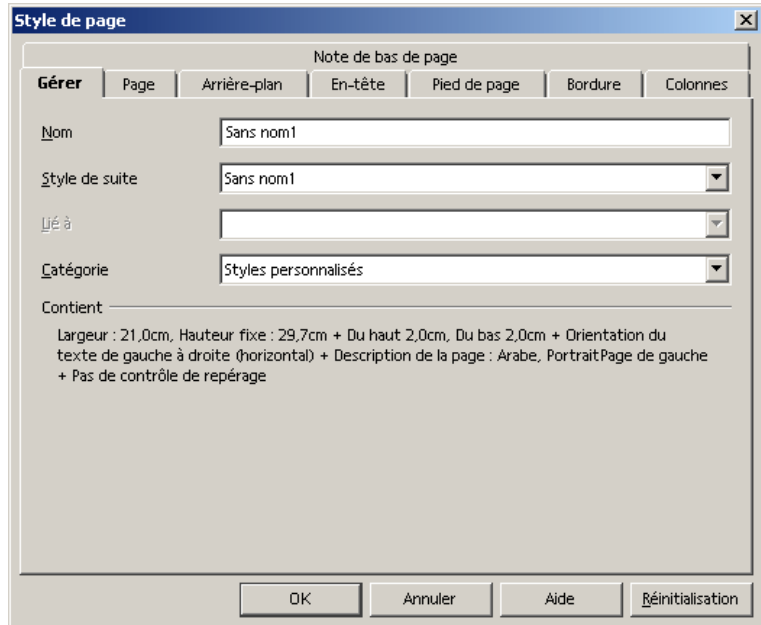 Style de page
Note de bas de page
Gérer Page Arrière-plan En-tête Pied de page Bordure Colonnes
Nom Sans nom1
Style de suite Sans nom1
Lié à
Catégorie Styles personnalisés
Contient
Largeur : 21,0cm, Hauteur fixe : 29,7cm + Du haut 2,0cm, Du bas 2,0cm + Orientation du
texte de gauche à droite (horizontal) + Description de la page : Arabe, PortraitPage de gauche
+ Pas de contrôle de repérage
OK Annuler Aide Réinitialisation